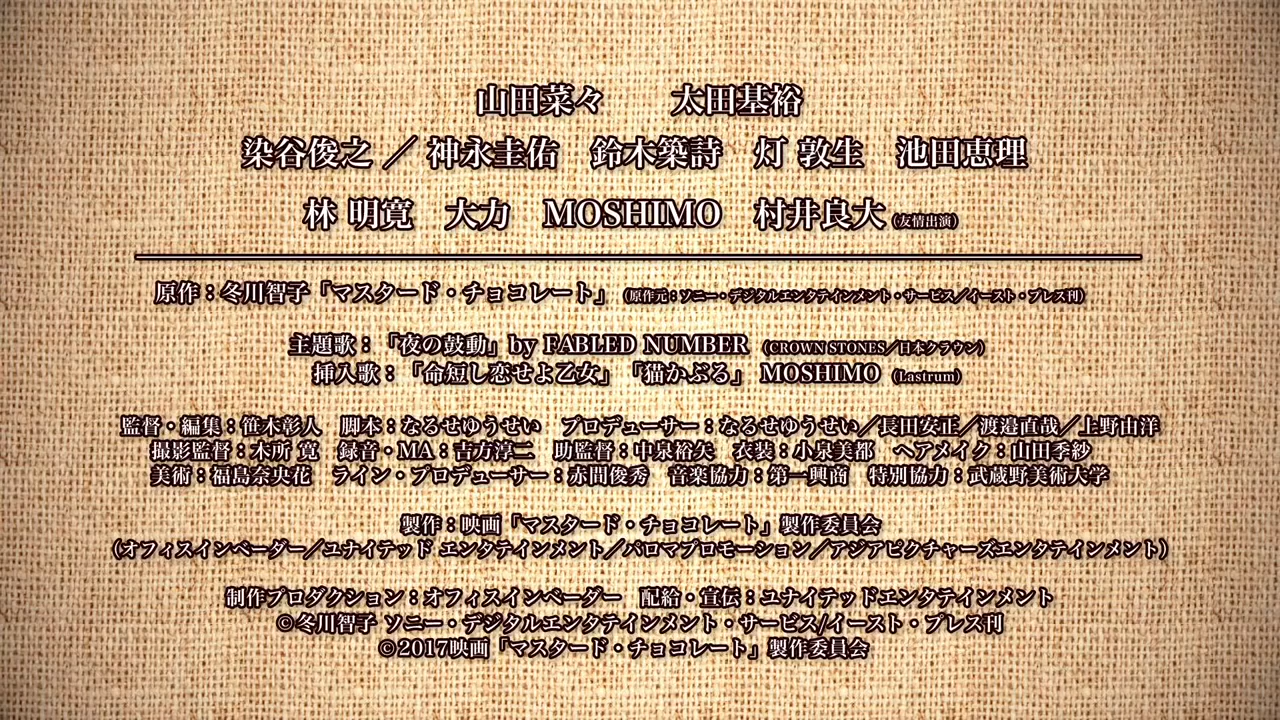 山田菜々　　太田基裕
染谷俊之 ／ 神永圭佑　鈴木築詩　灯 敦生　池田恵理
林 明寛　大力　MOSHIMO　村井良大（友情出演）
原作：冬川智子「マスタード・チョコレート」（原作元：ソニー・デジタルエンタテインメント・サービス／イースト・プレス刊）
主題歌：「夜の鼓動」by FABLED NUMBER（CROWN STONES／日本クラウン）
挿入歌：「命短し恋せよ乙女」「猫かぶる」 MOSHIMO（Lastrum）
監督・編集：笹木彰人　脚本：なるせゆうせい　プロデューサー：なるせゆうせい／長田安正／渡邉直哉／上野由洋
撮影監督：木所 寛　録音・MA：吉方淳二　助監督：中泉裕矢　衣装：小泉美都　ヘアメイク：山田季紗
美術：福島奈央花　ライン・プロデューサー：赤間俊秀　音楽協力：第一興商　特別協力：武蔵野美術大学
製作：映画「マスタード・チョコレート」製作委員会
（オフィスインベーダー／ユナイテッド エンタテインメント／パロマプロモーション／アジアピクチャーズエンタテインメント）
制作プロダクション：オフィスインベーダー　配給・宣伝：ユナイテッドエンタテインメント
©冬川智子 ソニー・デジタルエンタテインメント・サービス/イースト・プレス刊
©2017映画「マスタード・チョコレート」製作委員会